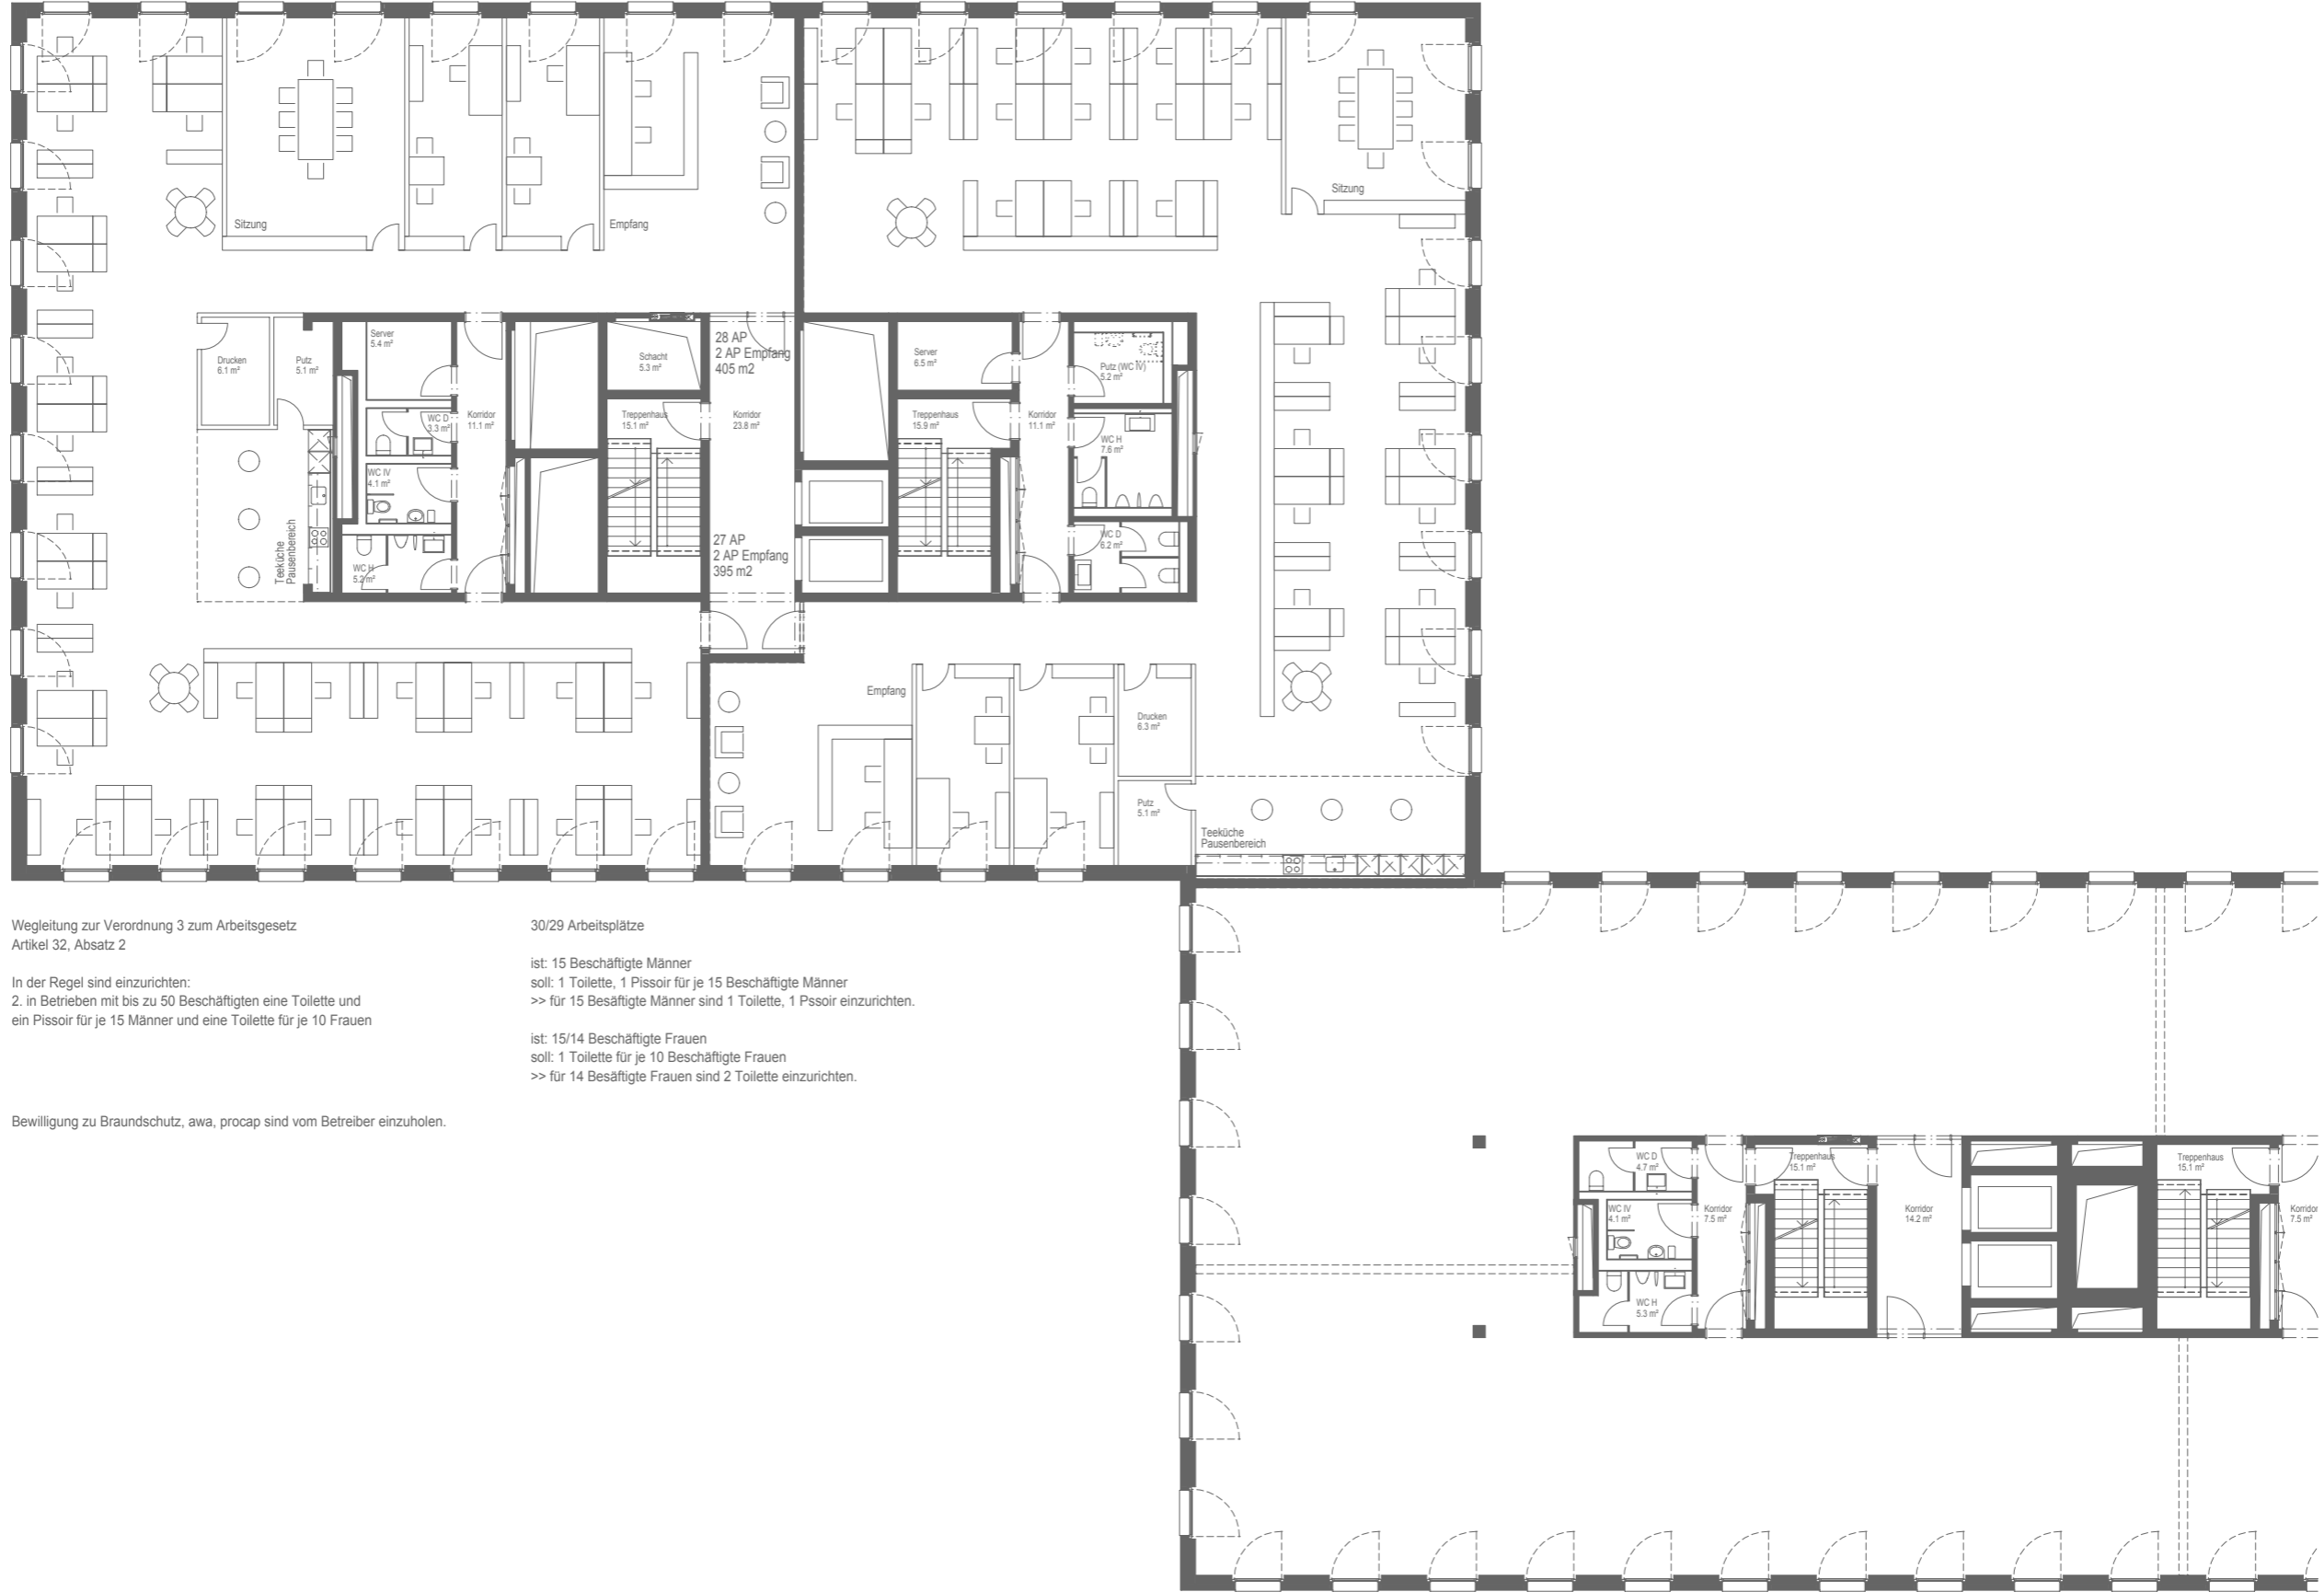 Sitzung
Empfang
Sitzung
Drucken
6.1 m²
Putz
5.1 m²
Server
5.4 m²
WC D
3.3 m²
Korridor
11.1 m²
WC IV
4.1 m²
WC H
5.2 m²
Teeküche
Pausenbereich
Schacht
5.3 m²
Treppenhaus
15.1 m²
28 AP
2 AP Empfang
405 m2
Korridor
23.8 m²
27 AP
2 AP Empfang
395 m2
Server
6.5 m²
Treppenhaus
15.9 m²
Korridor
11.1 m²
Putz (WC IV)
5.2 m²
WC H
7.6 m²
WC D
6.2 m²
Empfang
Drucken
6.3 m²
Putz
5.1 m²
Teeküche
Pausenbereich
Wegleitung zur Verordnung 3 zum Arbeitsgesetz
Artikel 32, Absatz 2
In der Regel sind einzurichten:
2. in Betrieben mit bis zu 50 Beschäftigten eine Toilette und
ein Pissoir für je 15 Männer und eine Toilette für je 10 Frauen
30/29 Arbeitsplätze
ist: 15 Beschäftigte Männer
soll: 1 Toilette, 1 Pissoir für je 15 Beschäftigte Männer
>> für 15 Besäftigte Männer sind 1 Toilette, 1 Pssoir einzurichten.
ist: 15/14 Beschäftigte Frauen
soll: 1 Toilette für je 10 Beschäftigte Frauen
>> für 14 Besäftigte Frauen sind 2 Toilette einzurichten.
Bewilligung zu Braundschutz, awa, procap sind vom Betreiber einzuholen.
WC D
4.7 m²
WC IV
4.1 m²
WC H
5.3 m²
Korridor
7.5 m²
Treppenhaus
15.1 m²
Korridor
14.2 m²
Treppenhaus
15.1 m²
Korridor
7.5 m²